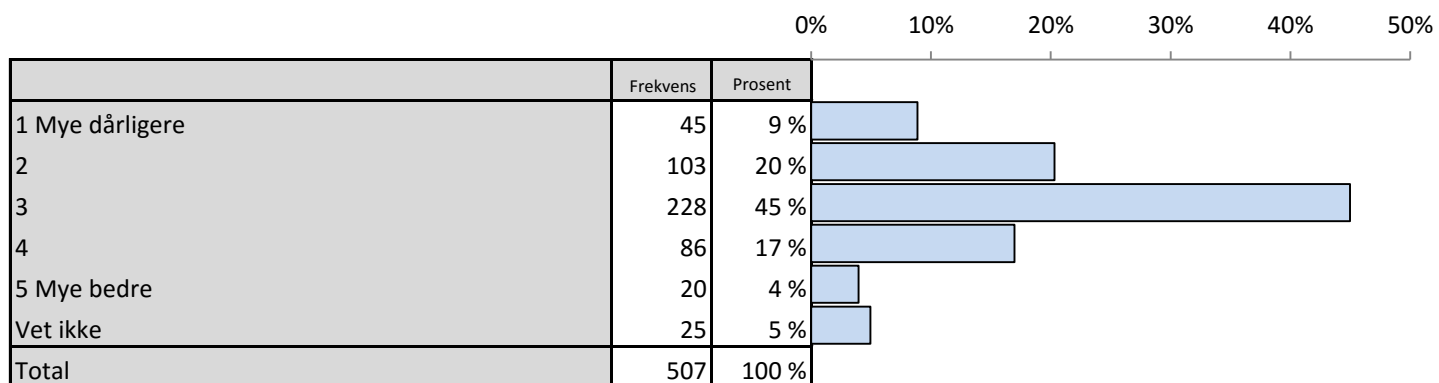 0% 10% 20% 30% 40% 50%
Frekvens Prosent
1 Mye dårligere 45 9 %
2 103 20 %
3 228 45 %
4 86 17 %
5 Mye bedre 20 4 %
Vet ikke 25 5 %
Total 507 100 %